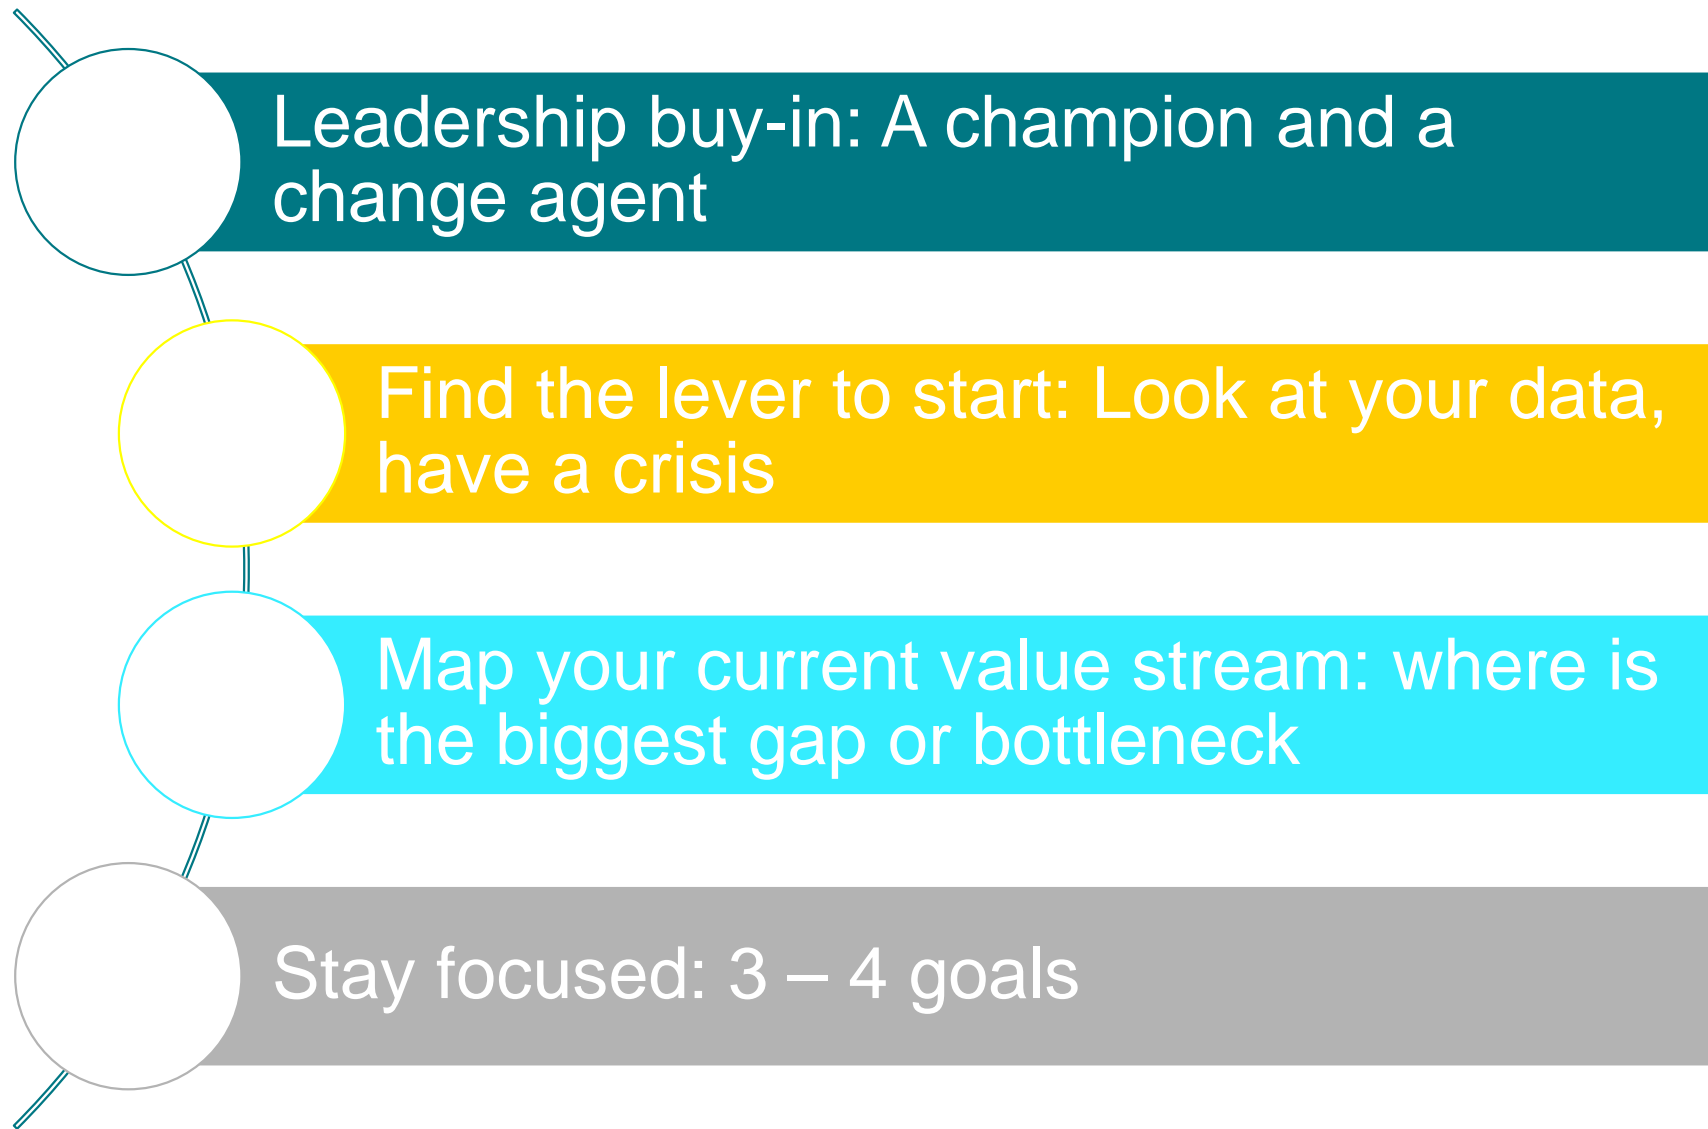 Leadership buy-in: A champion and a
change agent
Find the lever to start: Look at your data,
have a crisis
Map your current value stream: where is
the biggest gap or bottleneck
Stay focused: 3 – 4 goals